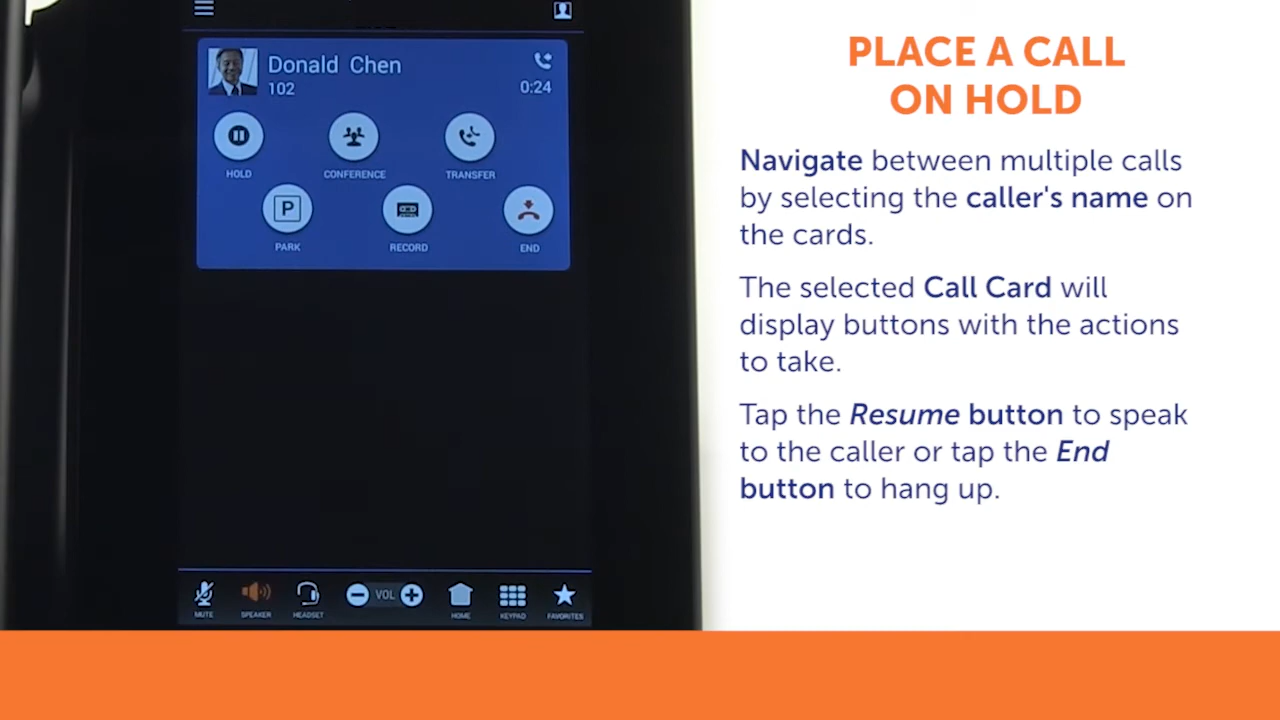 Donald Chen
102
0:24
HOLD
CONFERENCE
TRANSFER
P
PARK
RECORD
END
MUTE
SPEAKER
HEADSET
VOL
HOME
KEYPAD
FAVORITES
PLACE A CALL
ON HOLD
Navigate between multiple calls
by selecting the caller's name on
the cards.
The selected Call Card will
display buttons with the actions
to take.
Tap the Resume button to speak
to the caller or tap the End
button to hang up.